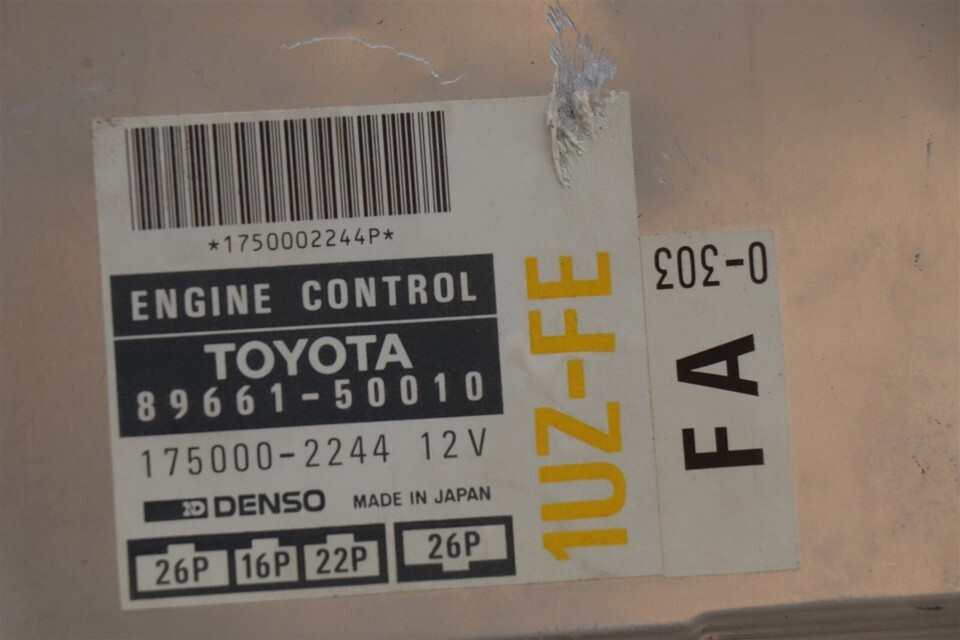 *1750002244P*
ENGINE CONTROL
TOYOTA
89661-50010
175000-2244 12V
DENSO MADE IN JAPAN
26P 16P 22P 26P
1UZ-FE
0-303
FA